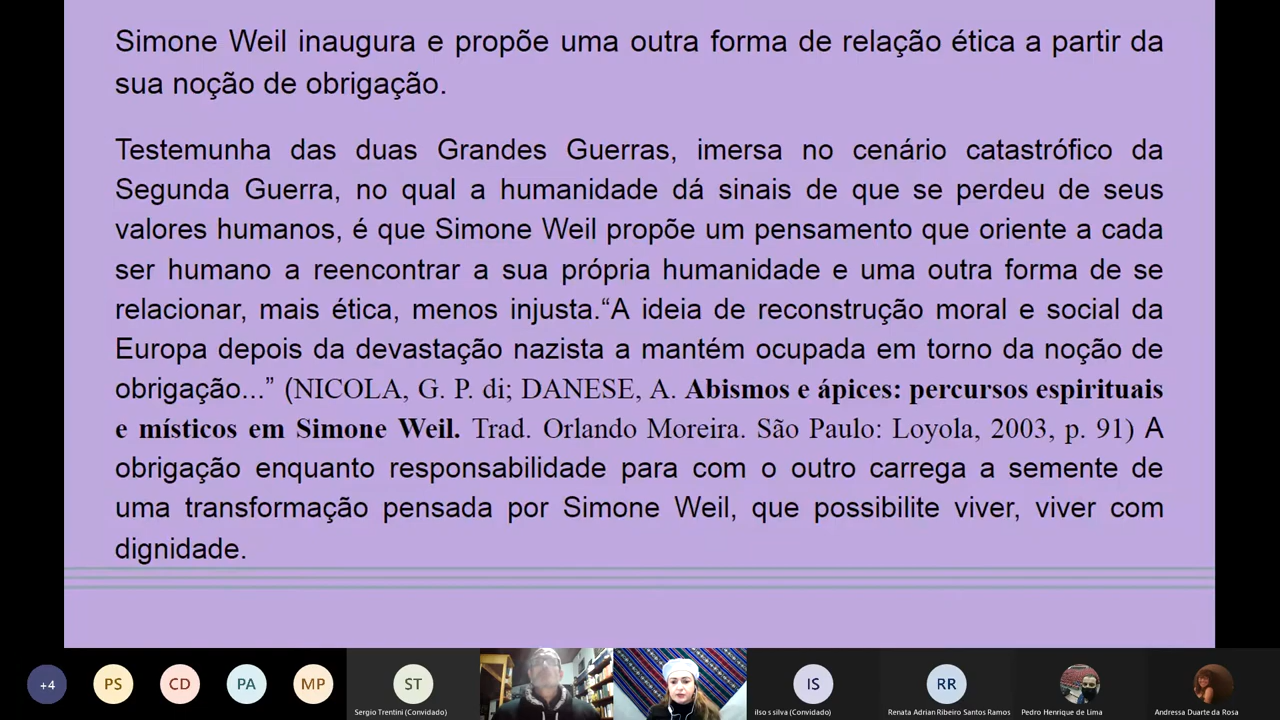 Simone Weil inaugura e propõe uma outra forma de relação ética a partir da
sua noção de obrigação.
Testemunha das duas Grandes Guerras, imersa no cenário catastrófico da
Segunda Guerra, no qual a humanidade dá sinais de que se perdeu de seus
valores humanos, é que Simone Weil propõe um pensamento que oriente a cada
ser humano a reencontrar a sua própria humanidade e uma outra forma de se
relacionar, mais ética, menos injusta.“A ideia de reconstrução moral e social da
Europa depois da devastação nazista a mantém ocupada em torno da noção de
obrigação...” (NICOLA, G. P. di; DANESE, A. Abismos e ápices: percursos espirituais
e místicos em Simone Weil. Trad. Orlando Moreira. São Paulo: Loyola, 2003, p. 91) A
obrigação enquanto responsabilidade para com o outro carrega a semente de
uma transformação pensada por Simone Weil, que possibilite viver, viver com
dignidade.
+4 PS CD PA MP ST IS RR
Sergio Trentini (Convidado) ilso s silva (Convidado) Renata Adrian Ribeiro Santos Ramos Pedro Henrique de Lima Andressa Duarte da Rosa